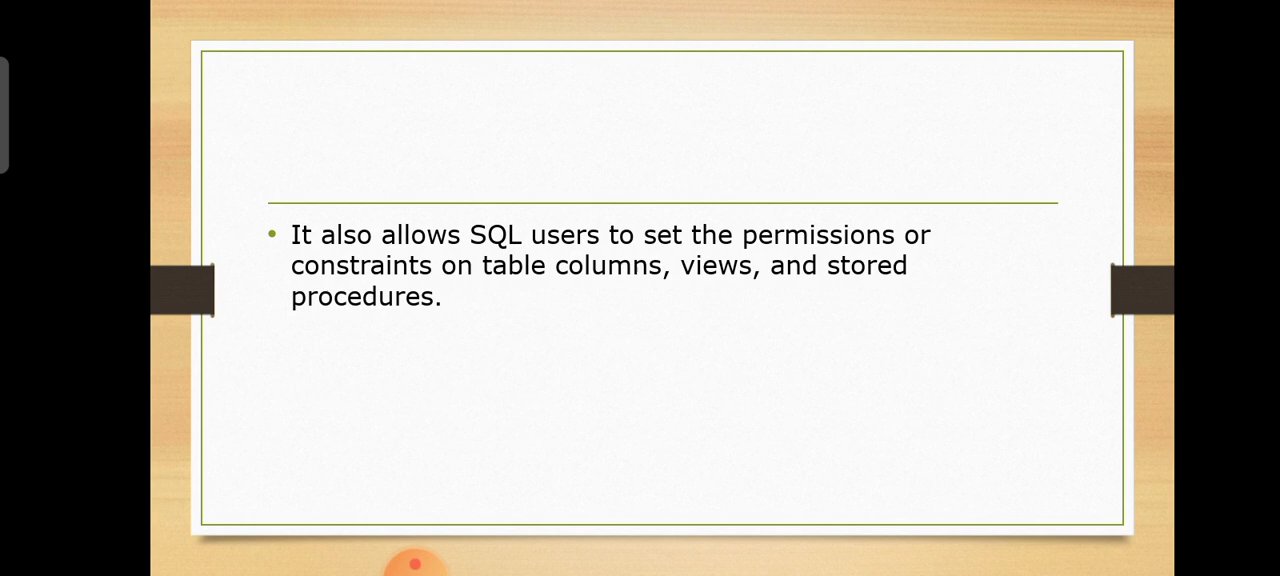 • It also allows SQL users to set the permissions or
constraints on table columns, views, and stored
procedures.